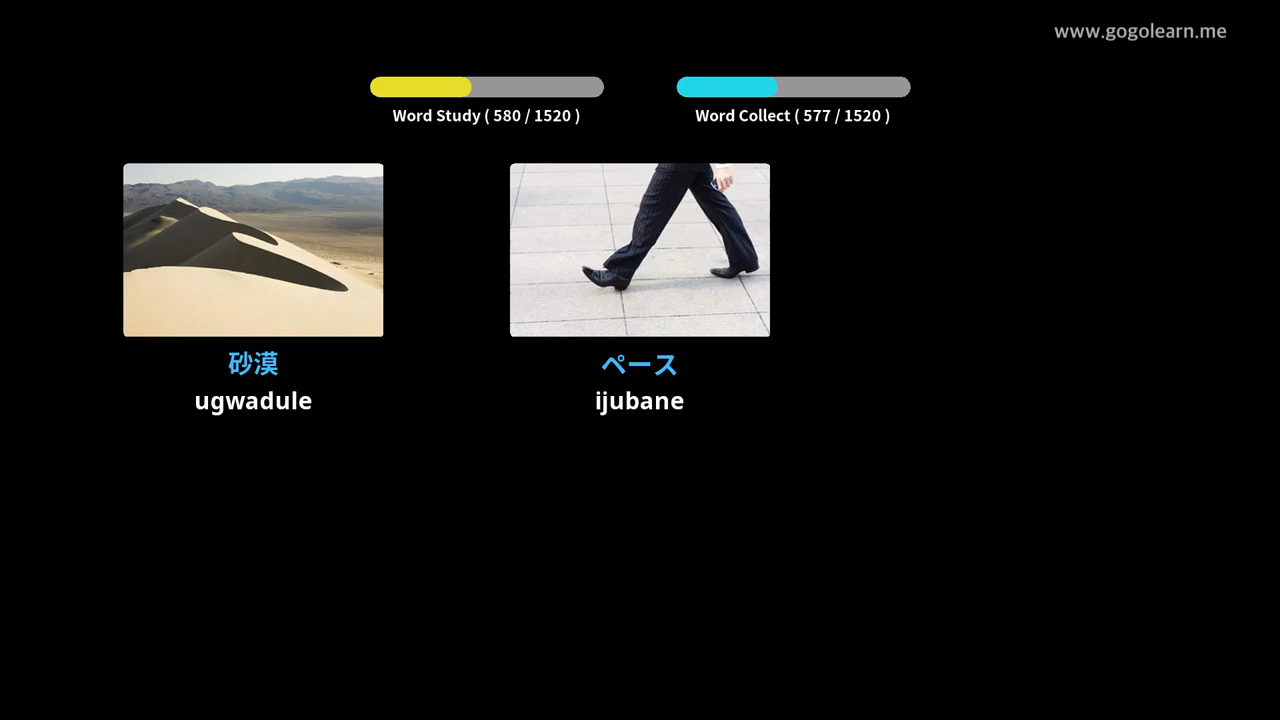 www.gogolearn.me
Word Study ( 580 / 1520 )
Word Collect ( 577 / 1520 )
砂漠
ugwadule
ペース
ijubane